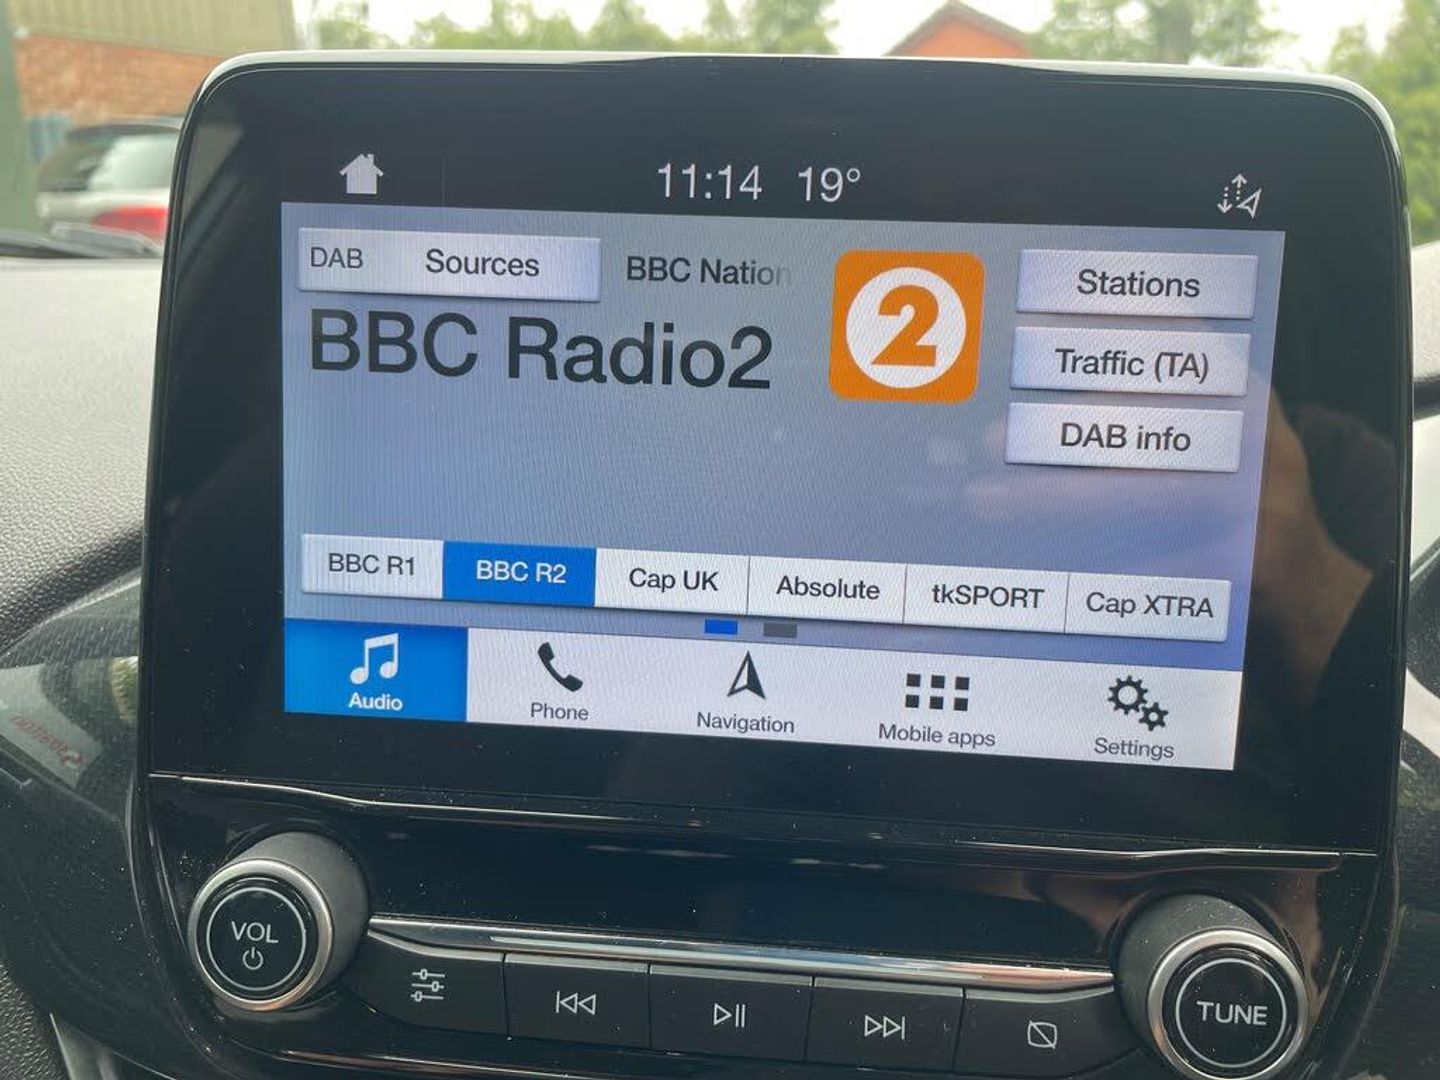 11:14 19°
DAB Sources
BBC Nation
2
Stations
BBC Radio2
Traffic (TA)
DAB info
BBC R1
BBC R2
Cap UK
Absolute
tkSPORT
Cap XTRA
Audio
Phone
Navigation
Mobile apps
Settings
VOL
TUNE